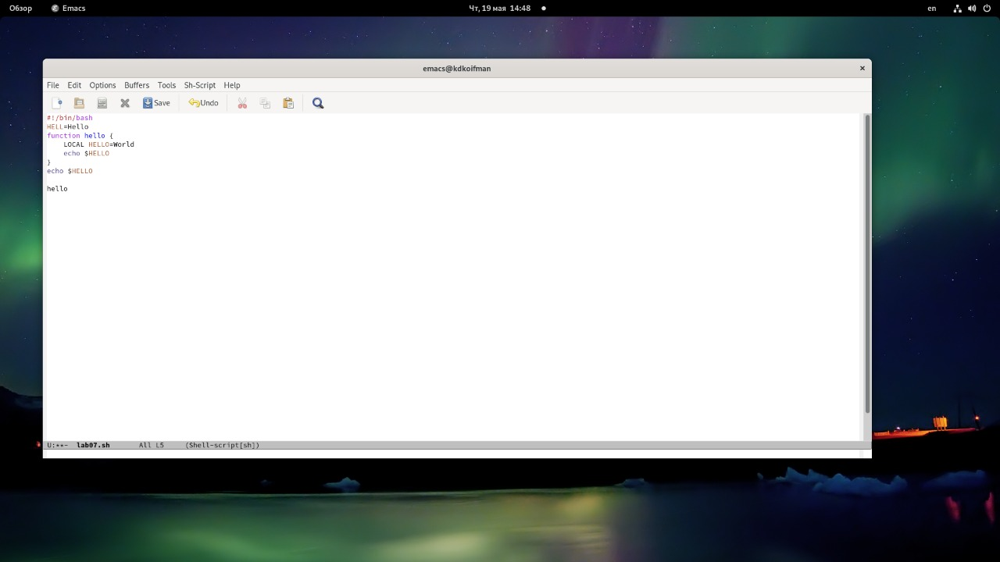 Обзор Emacs Чт, 19 мая 14:48 en
emacs@kdkoifman
File Edit Options Buffers Tools Sh-Script Help
Save Undo
#!/bin/bash
HELL=Hello
function hello {
    LOCAL HELLO=World
    echo $HELLO
}
echo $HELLO
hello
U:**- lab07.sh All L5 (Shell-script[sh])